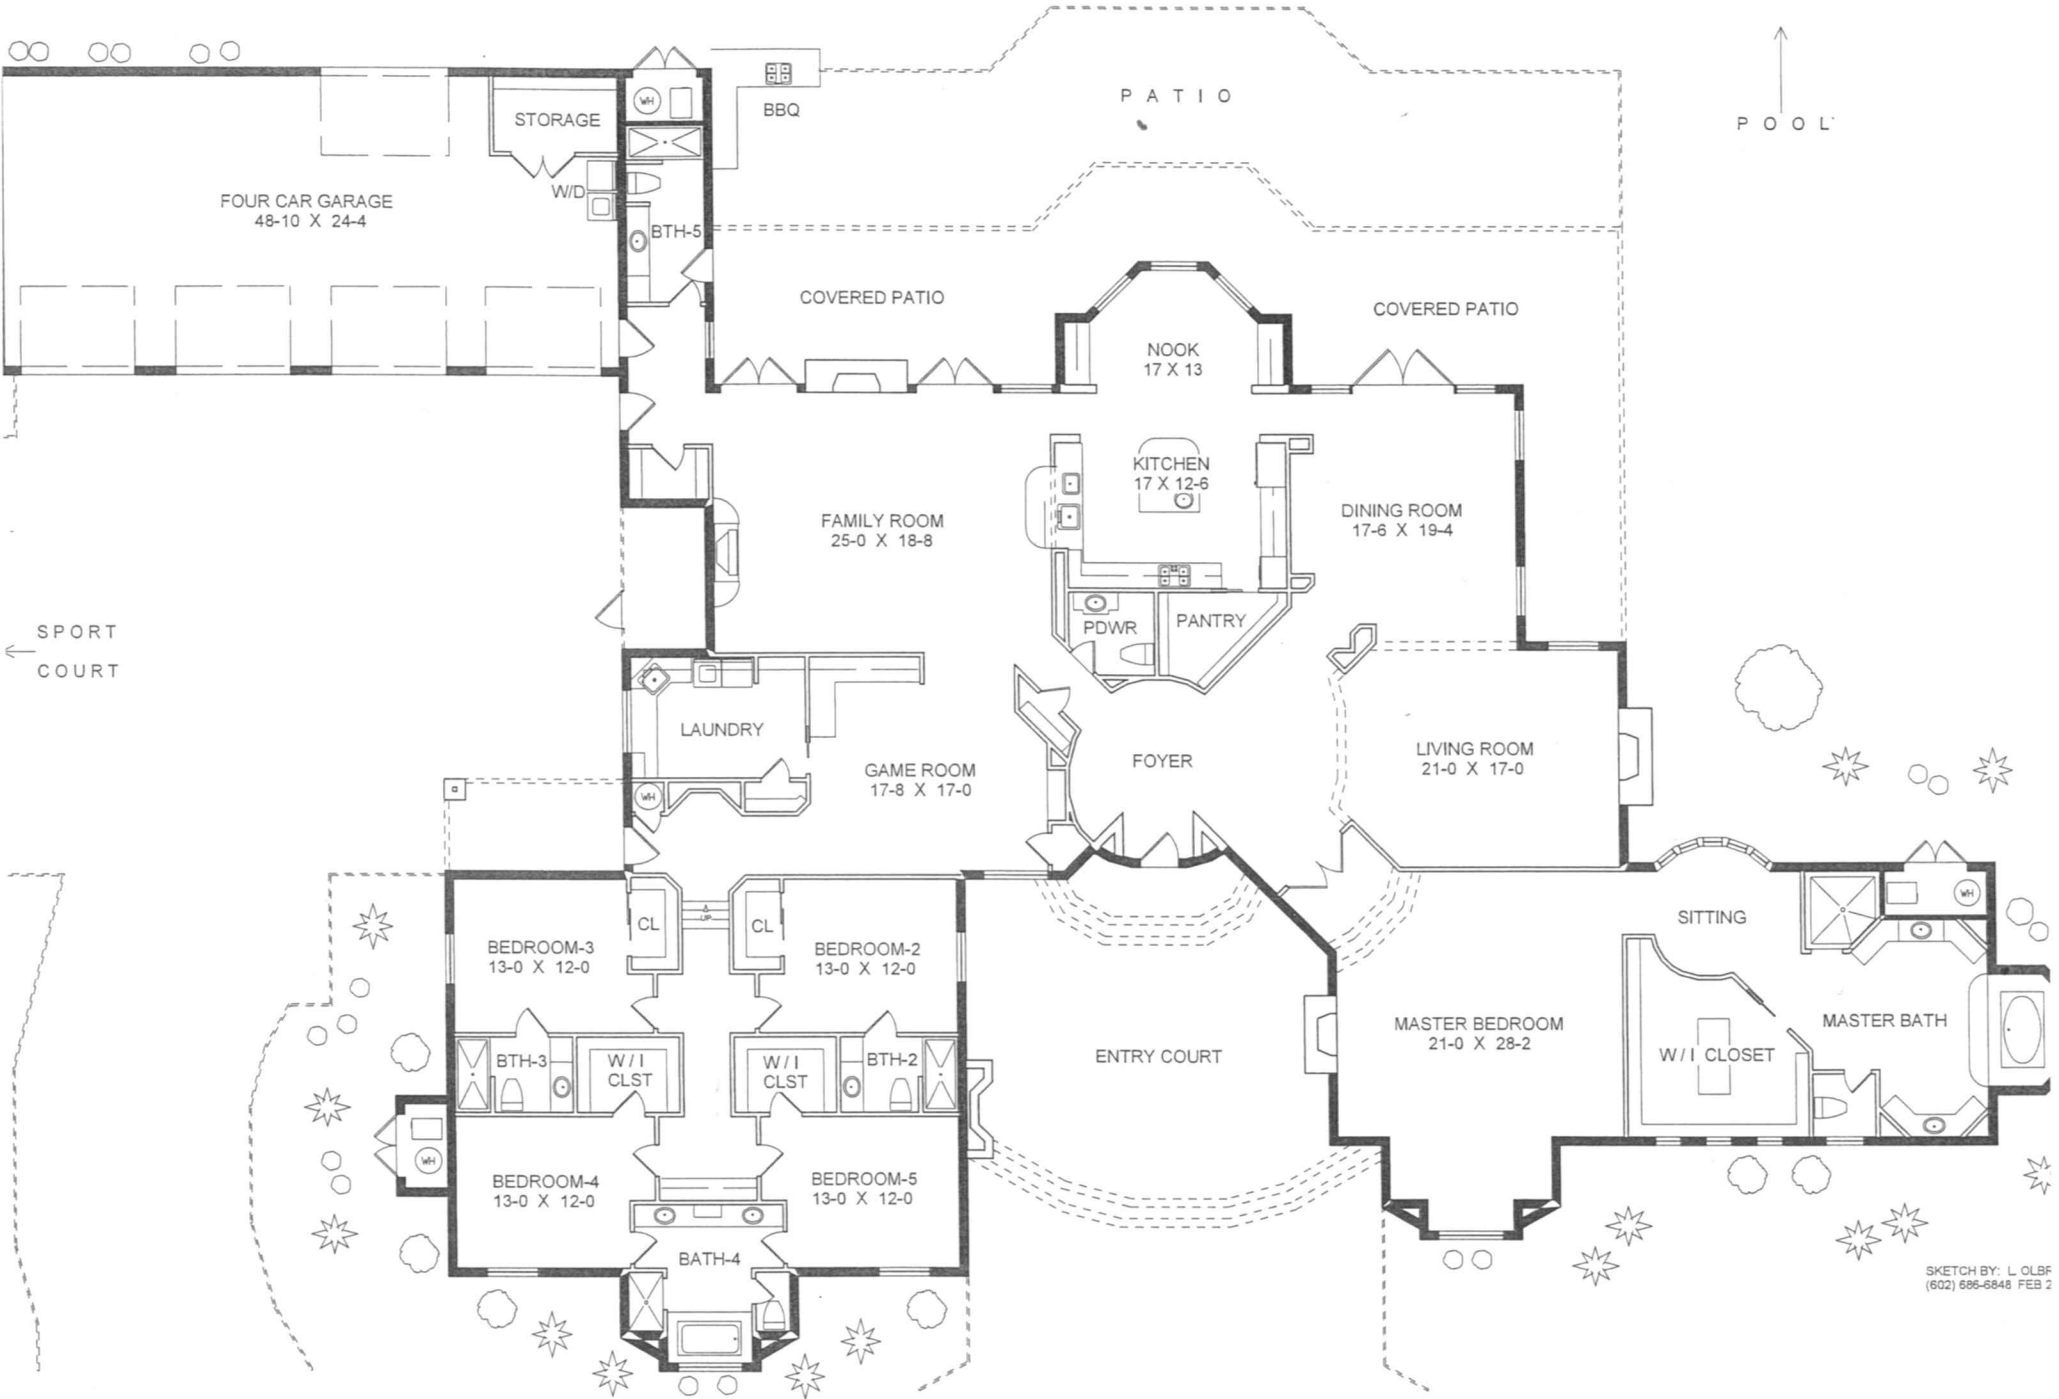 PATIO
POOL
BBQ
WH
STORAGE
W/D
FOUR CAR GARAGE
48-10 X 24-4
BTH-5
COVERED PATIO
COVERED PATIO
NOOK
17 X 13
KITCHEN
17 X 12-6
FAMILY ROOM
25-0 X 18-8
DINING ROOM
17-6 X 19-4
PDWR
PANTRY
SPORT
COURT
LAUNDRY
GAME ROOM
17-8 X 17-0
FOYER
LIVING ROOM
21-0 X 17-0
WH
WH
CL
UP
CL
SITTING
BEDROOM-3
13-0 X 12-0
BEDROOM-2
13-0 X 12-0
MASTER BEDROOM
21-0 X 28-2
MASTER BATH
ENTRY COURT
W/I CLOSET
BTH-3
W/I
CLST
W/I
CLST
BTH-2
WH
BEDROOM-4
13-0 X 12-0
BEDROOM-5
13-0 X 12-0
BATH-4
SKETCH BY: L OLBR
(602) 686-6848 FEB 2